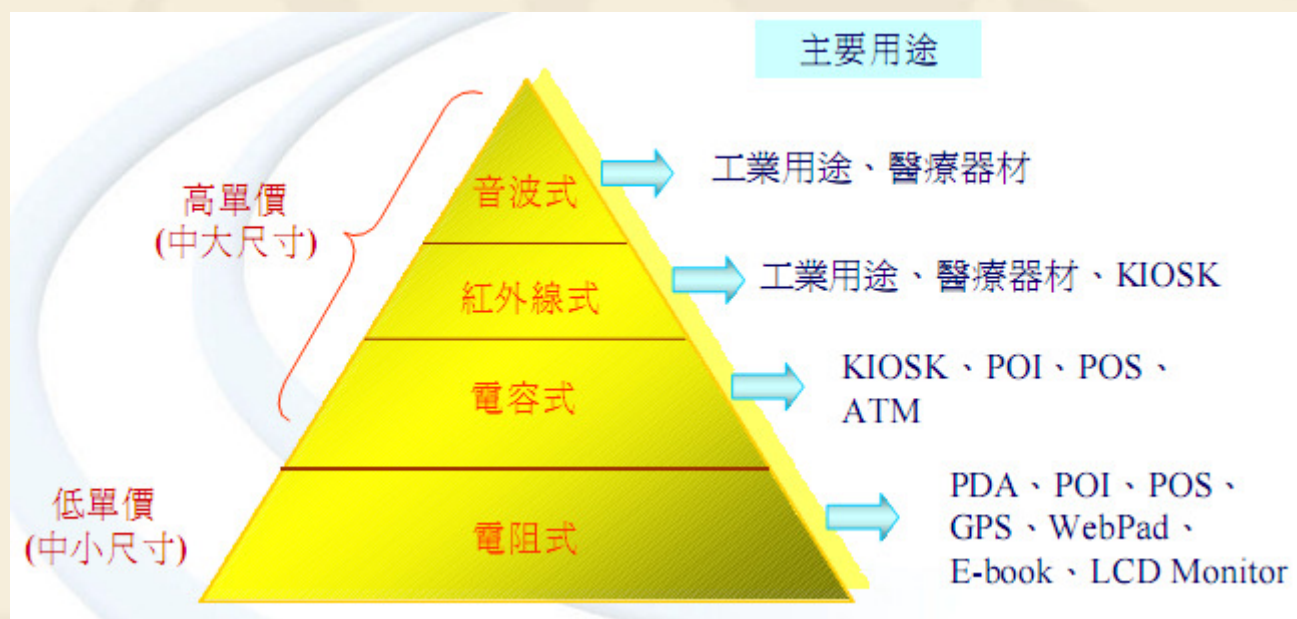 主要用途
高單價
(中大尺寸)
音波式
工業用途、醫療器材
紅外線式
工業用途、醫療器材、KIOSK
電容式
KIOSK、POI、POS、
ATM
低單價
(中小尺寸)
電阻式
PDA、POI、POS、
GPS、WebPad、
E-book、LCD Monitor